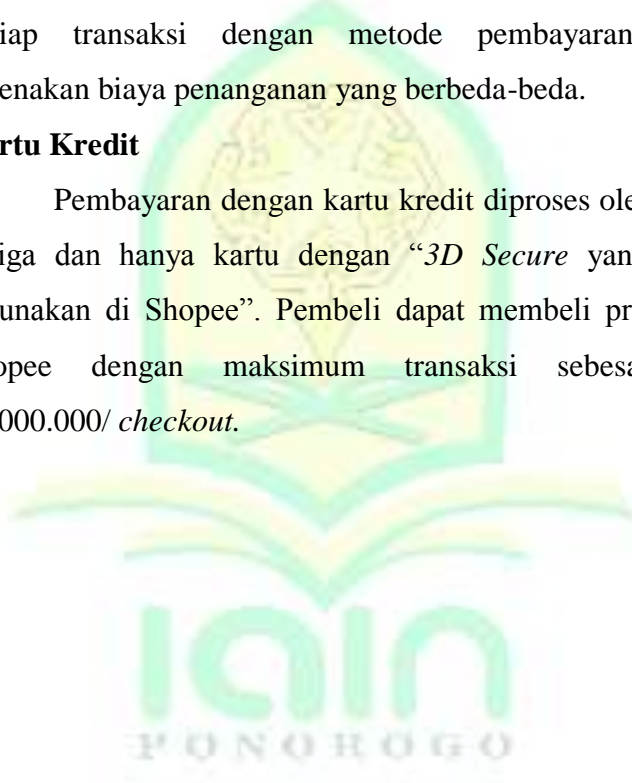 iap transaksi dengan metode pembayaran
enakan biaya penanganan yang berbeda-beda.
rtu Kredit
Pembayaran dengan kartu kredit diproses ole
iga dan hanya kartu dengan “3D Secure yan
unakan di Shopee”. Pembeli dapat membeli pr
opee dengan maksimum transaksi sebesa
.000.000/ checkout.
iain
PONOROGO